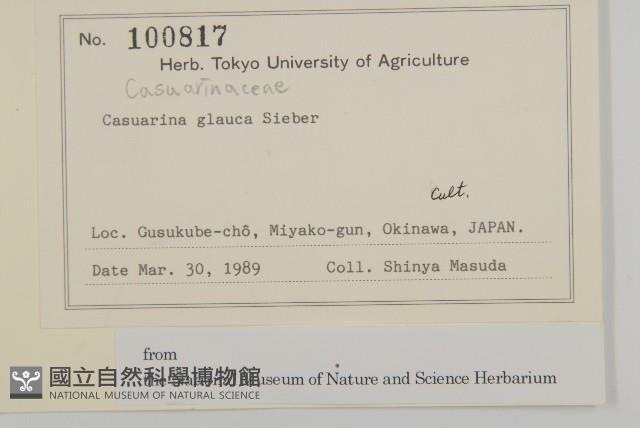 No. 100817
Herb. Tokyo University of Agriculture
Casuarinaceae
Casuarina glauca Sieber
Cult.
Loc. Gusukube-chô, Miyako-gun, Okinawa, JAPAN.
Date Mar. 30, 1989 Coll. Shinya Masuda
from
the National Museum of Nature and Science Herbarium
國立自然科學博物館
NATIONAL MUSEUM OF NATURAL SCIENCE